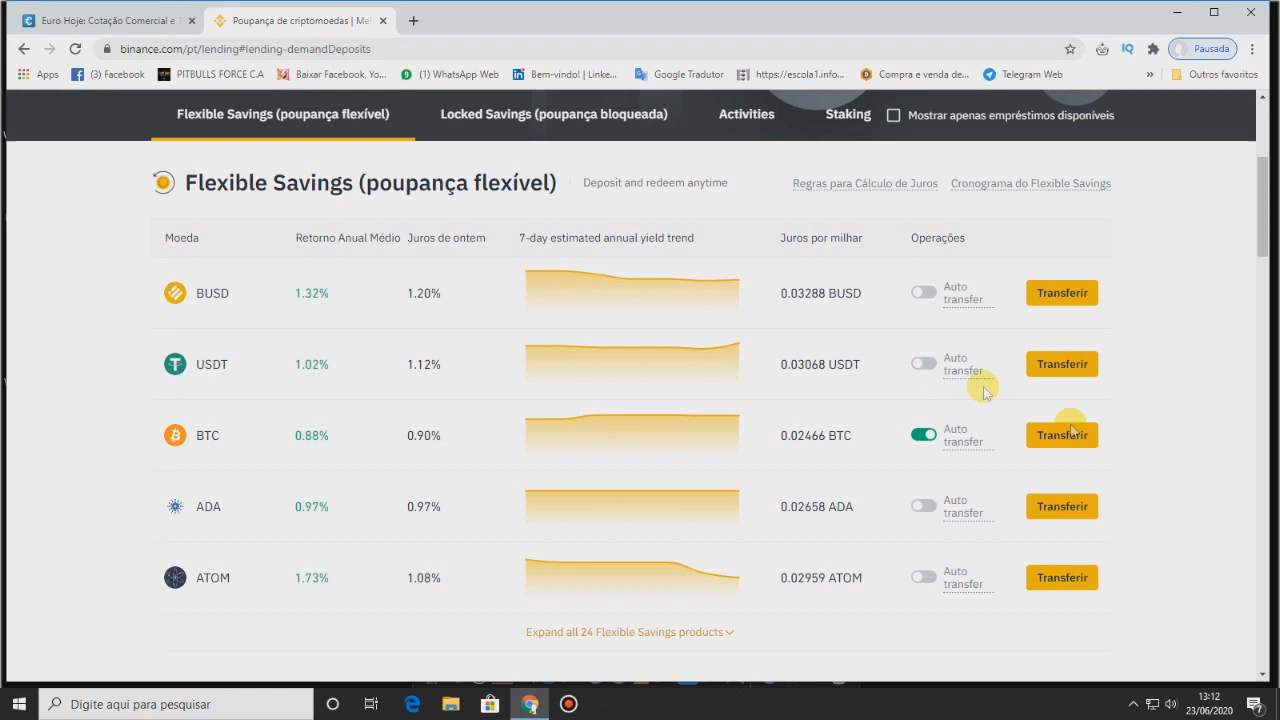 Euro Hoje: Cotação Comercial e T
Poupança de criptomoedas | Mel
binance.com/pt/lending#lending-demandDeposits
Pausada
Apps
(3) Facebook
PITBULLS FORCE C.A
Baixar Facebook, Yo...
(1) WhatsApp Web
Bem-vindo! | Linke...
Google Tradutor
https://escola1.info...
Compra e venda de...
Telegram Web
Outros favoritos
Flexible Savings (poupança flexível)
Locked Savings (poupança bloqueada)
Activities
Staking
Mostrar apenas empréstimos disponíveis
Flexible Savings (poupança flexível)
Deposit and redeem anytime
Regras para Cálculo de Juros
Cronograma do Flexible Savings
Moeda
Retorno Anual Médio
Juros de ontem
7-day estimated annual yield trend
Juros por milhar
Operações
BUSD
1.32%
1.20%
0.03288 BUSD
Auto
transfer
Transferir
USDT
1.02%
1.12%
0.03068 USDT
Auto
transfer
Transferir
BTC
0.88%
0.90%
0.02466 BTC
Auto
transfer
Transferir
ADA
0.97%
0.97%
0.02658 ADA
Auto
transfer
Transferir
ATOM
1.73%
1.08%
0.02959 ATOM
Auto
transfer
Transferir
Expand all 24 Flexible Savings products
Digite aqui para pesquisar
13:12
23/06/2020